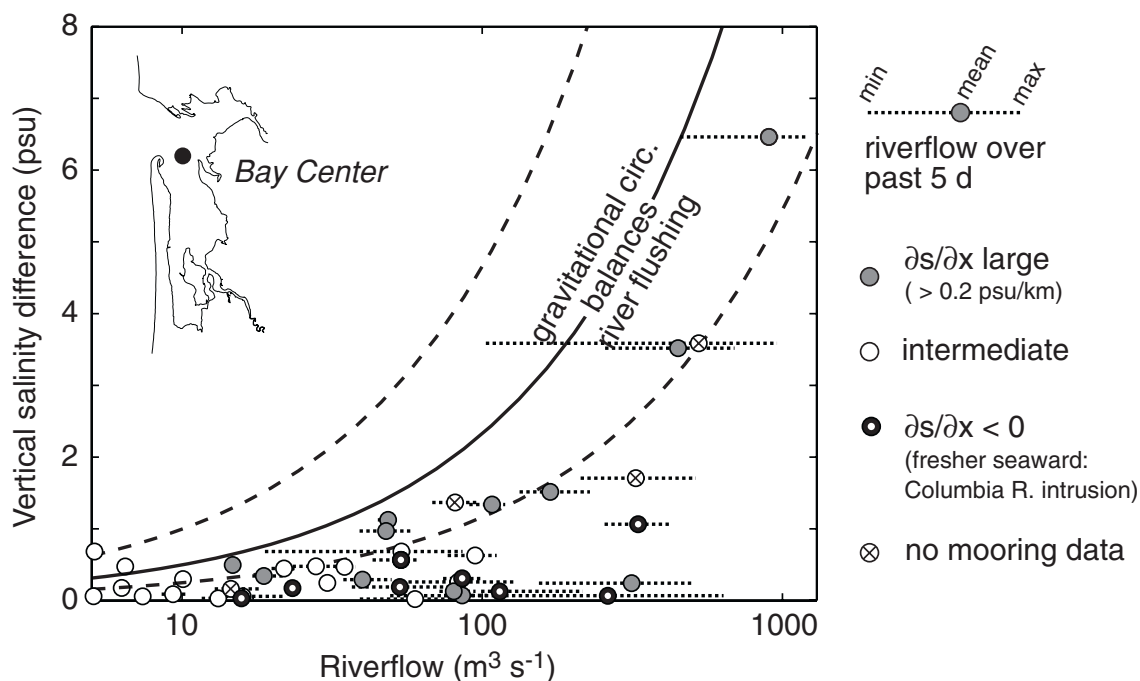 8
6
4
2
0
Vertical salinity difference (psu)
Bay Center
gravitational circ.
balances
river flushing
10
100
1000
Riverflow (m³ s⁻¹)
min
mean
max
riverflow over
past 5 d
∂s/∂x large
( > 0.2 psu/km)
intermediate
∂s/∂x < 0
(fresher seaward:
Columbia R. intrusion)
no mooring data